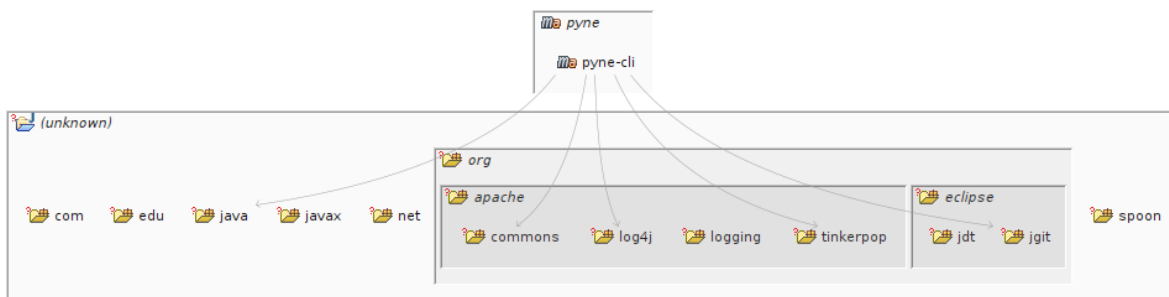 pyne
pyne-cli
(unknown)
org
apache
eclipse
com
edu
java
javax
net
commons
log4j
logging
tinkerpop
jdt
jgit
spoon